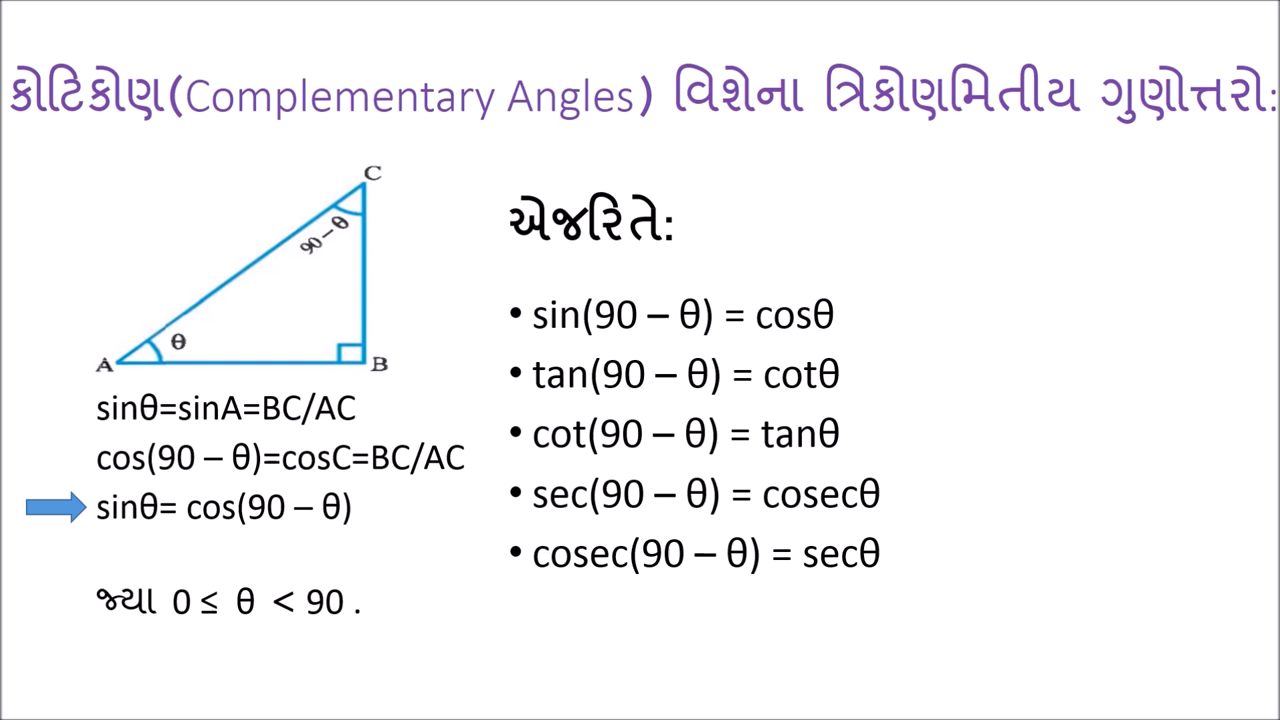 કોટિકોણ(Complementary Angles) વિશેના ત્રિકોણમિતીય ગુણોત્તરો:
C
90 – θ
θ
A
B
sinθ=sinA=BC/AC
cos(90 – θ)=cosC=BC/AC
sinθ= cos(90 – θ)
જ્યા 0 ≤ θ < 90 .
એજરિતે:
• sin(90 – θ) = cosθ
• tan(90 – θ) = cotθ
• cot(90 – θ) = tanθ
• sec(90 – θ) = cosecθ
• cosec(90 – θ) = secθ